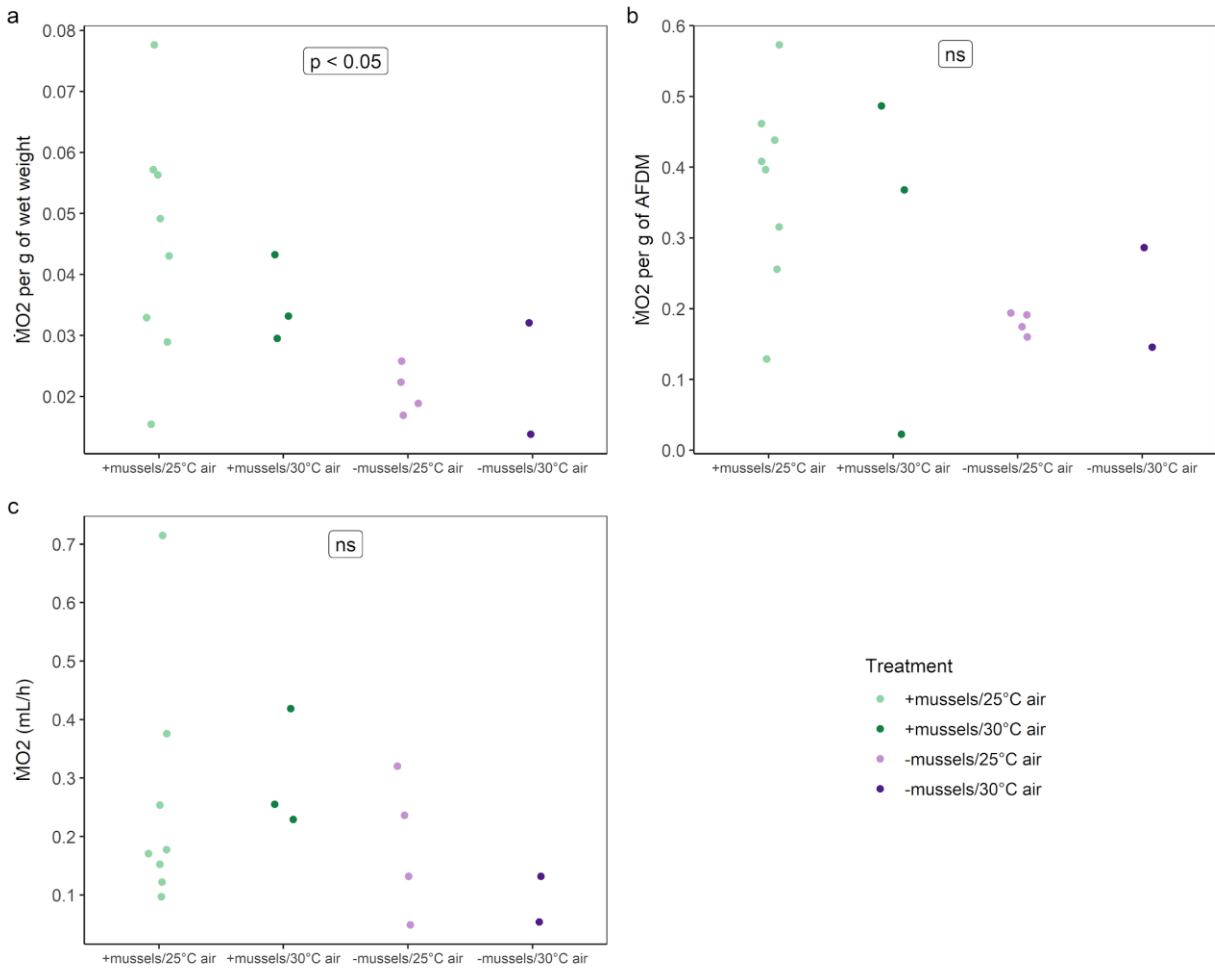 a
p < 0.05
0.08
0.07
0.06
0.05
0.04
0.03
0.02
ṀO2 per g of wet weight
+mussels/25°C air +mussels/30°C air -mussels/25°C air -mussels/30°C air
b
ns
0.6
0.5
0.4
0.3
0.2
0.1
0.0
ṀO2 per g of AFDM
+mussels/25°C air +mussels/30°C air -mussels/25°C air -mussels/30°C air
c
ns
0.7
0.6
0.5
0.4
0.3
0.2
0.1
ṀO2 (mL/h)
+mussels/25°C air +mussels/30°C air -mussels/25°C air -mussels/30°C air
Treatment
+mussels/25°C air
+mussels/30°C air
-mussels/25°C air
-mussels/30°C air